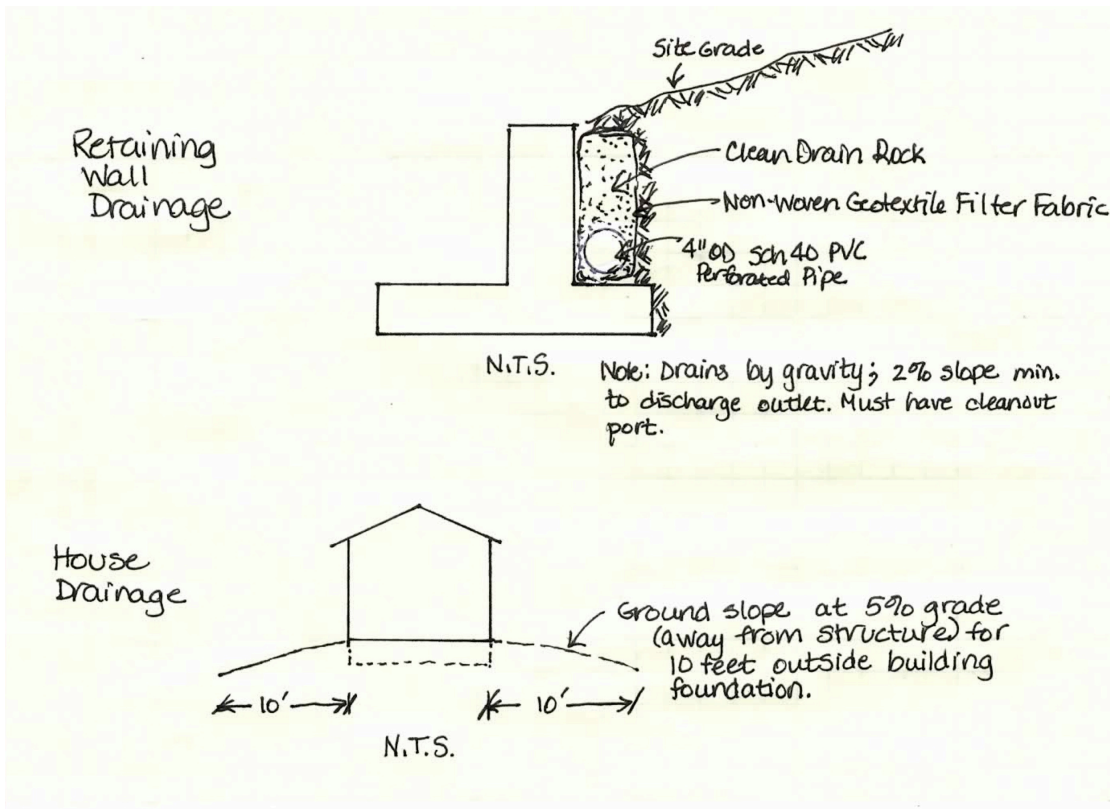 Retaining
Wall
Drainage
Site Grade
Clean Drain Rock
Non-Woven Geotextile Filter Fabric
4" OD Sch 40 PVC
Perforated Pipe
N.T.S.
Note: Drains by gravity; 2% slope min.
to discharge outlet. Must have cleanout
port.
House
Drainage
Ground slope at 5% grade
(away from structure) for
10 feet outside building
foundation.
10'
10'
N.T.S.